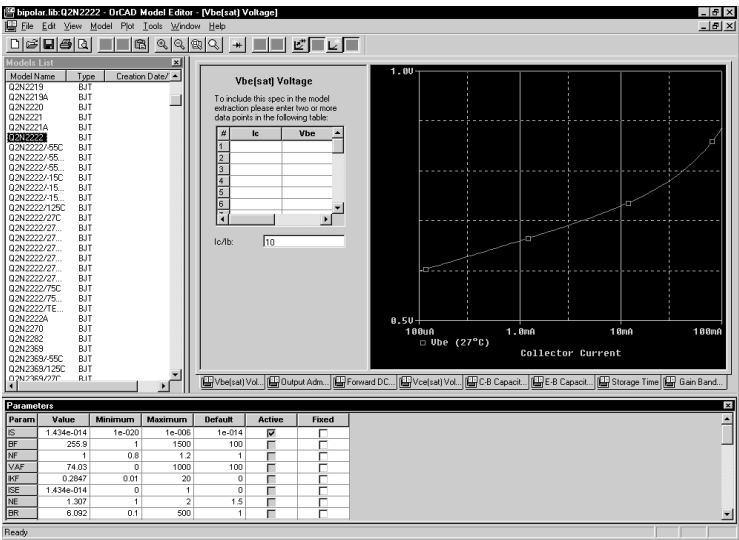 bipolar.lib:Q2N2222 - OrCAD Model Editor - [Vbe(sat) Voltage]
File Edit View Model Plot Tools Window Help
Models List
Model Name Type Creation Date/
Q2N2219 BJT
Q2N2219A BJT
Q2N2220 BJT
Q2N2221 BJT
Q2N2221A BJT
Q2N2222 BJT
Q2N2222/-55C BJT
Q2N2222/-55... BJT
Q2N2222/-55... BJT
Q2N2222/-15C BJT
Q2N2222/-15... BJT
Q2N2222/-15... BJT
Q2N2222/125C BJT
Q2N2222/27C BJT
Q2N2222/27... BJT
Q2N2222/27... BJT
Q2N2222/27... BJT
Q2N2222/27... BJT
Q2N2222/27... BJT
Q2N2222/27... BJT
Q2N2222/75C BJT
Q2N2222/75... BJT
Q2N2222/TE... BJT
Q2N2222A BJT
Q2N2270 BJT
Q2N2282 BJT
Q2N2369 BJT
Q2N2369/-55C BJT
Q2N2369/125C BJT
Q2N2369/27C BJT
Vbe(sat) Voltage
To include this spec in the model
extraction please enter two or more
data points in the following table:
# Ic Vbe
1
2
3
4
5
6
Ic/Ib: 10
1.0V
0.5V
100uA 1.0mA 10mA 100mA
Vbe (27°C)
Collector Current
Vbe(sat) Vol... Output Adm... Forward DC... Vce(sat) Vol... C-B Capacit... E-B Capacit... Storage Time Gain Band...
Parameters
Param Value Minimum Maximum Default Active Fixed
IS 1.434e-014 1e-020 1e-006 1e-014
BF 255.9 1 1500 100
NF 1 0.8 1.2 1
VAF 74.03 0 1000 100
IKF 0.2847 0.01 20 0
ISE 1.434e-014 0 1 0
NE 1.307 1 2 1.5
BR 6.092 0.1 500 1
Ready